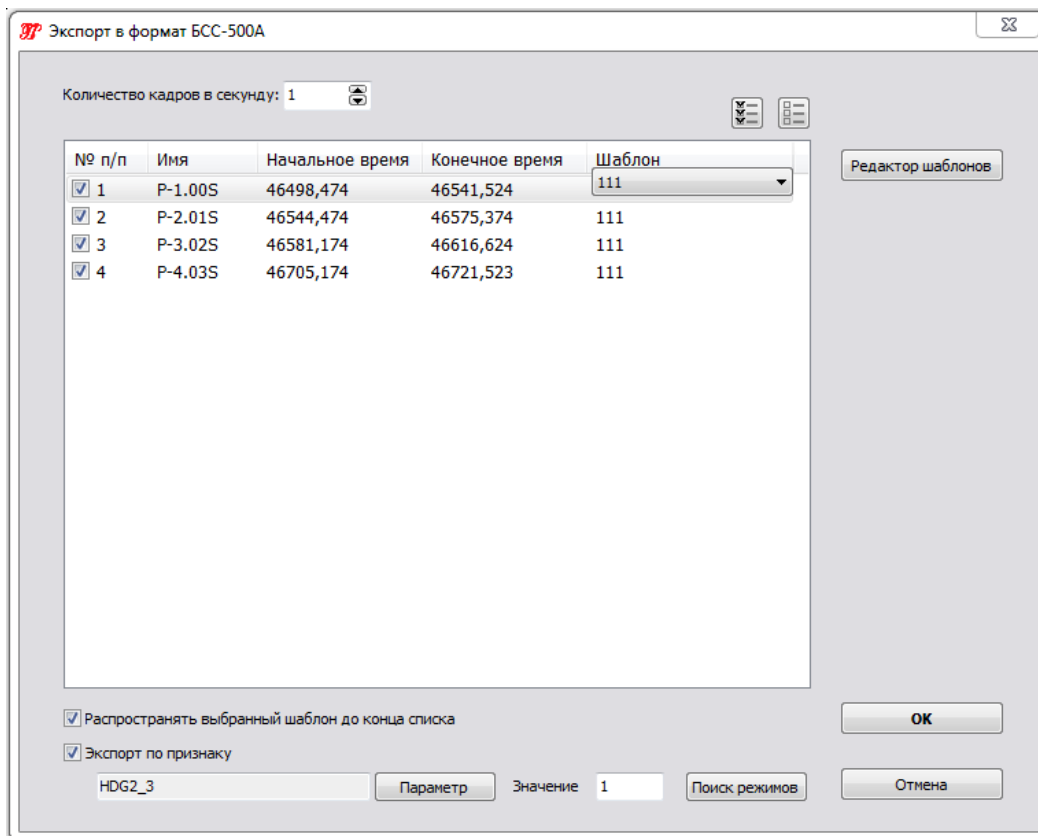 Экспорт в формат БСС-500А
Количество кадров в секунду: 1
№ п/п Имя Начальное время Конечное время Шаблон
Редактор шаблонов
1 P-1.00S 46498,474 46541,524 111
2 P-2.01S 46544,474 46575,374 111
3 P-3.02S 46581,174 46616,624 111
4 P-4.03S 46705,174 46721,523 111
Распространять выбранный шаблон до конца списка
OK
Экспорт по признаку
HDG2_3 Параметр Значение 1 Поиск режимов
Отмена